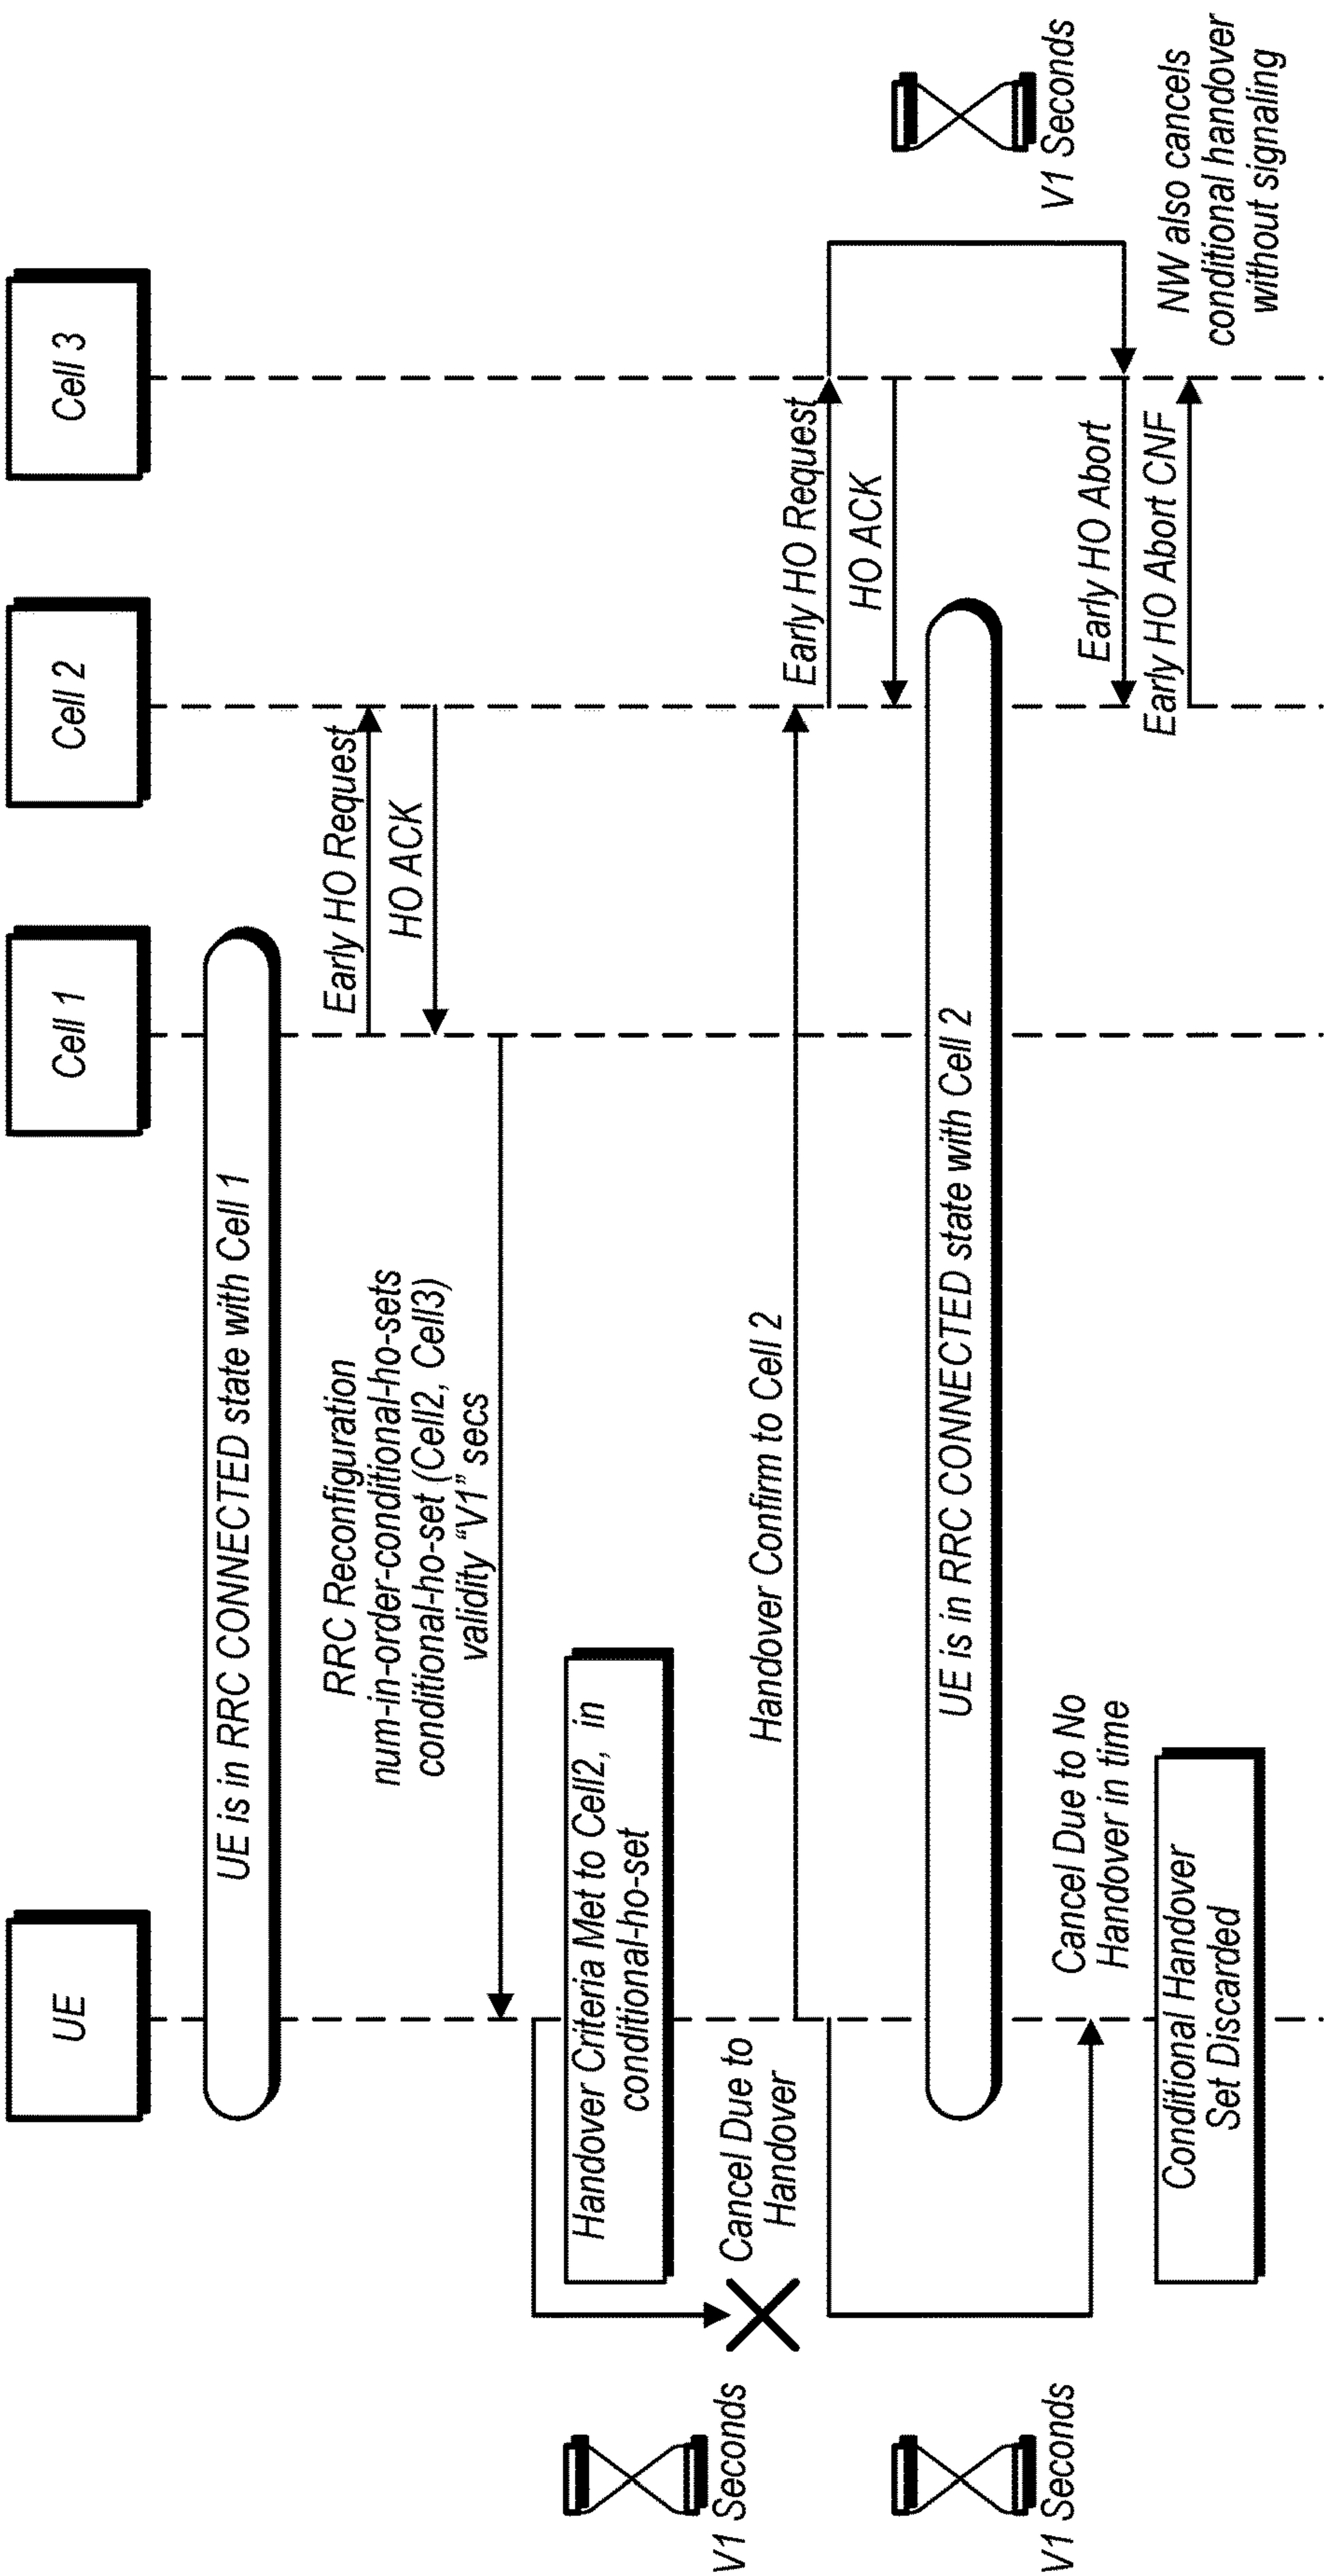 UE
Cell 1
Cell 2
Cell 3
UE is in RRC CONNECTED state with Cell 1
Early HO Request
HO ACK
RRC Reconfiguration
num-in-order-conditional-ho-sets
conditional-ho-set (Cell2, Cell3)
validity “V1” secs
V1 Seconds
Handover Criteria Met to Cell2, in
conditional-ho-set
Cancel Due to
Handover
Handover Confirm to Cell 2
Early HO Request
HO ACK
V1 Seconds
UE is in RRC CONNECTED state with Cell 2
V1 Seconds
Cancel Due to No
Handover in time
Early HO Abort
Early HO Abort CNF
Conditional Handover
Set Discarded
NW also cancels
conditional handover
without signaling